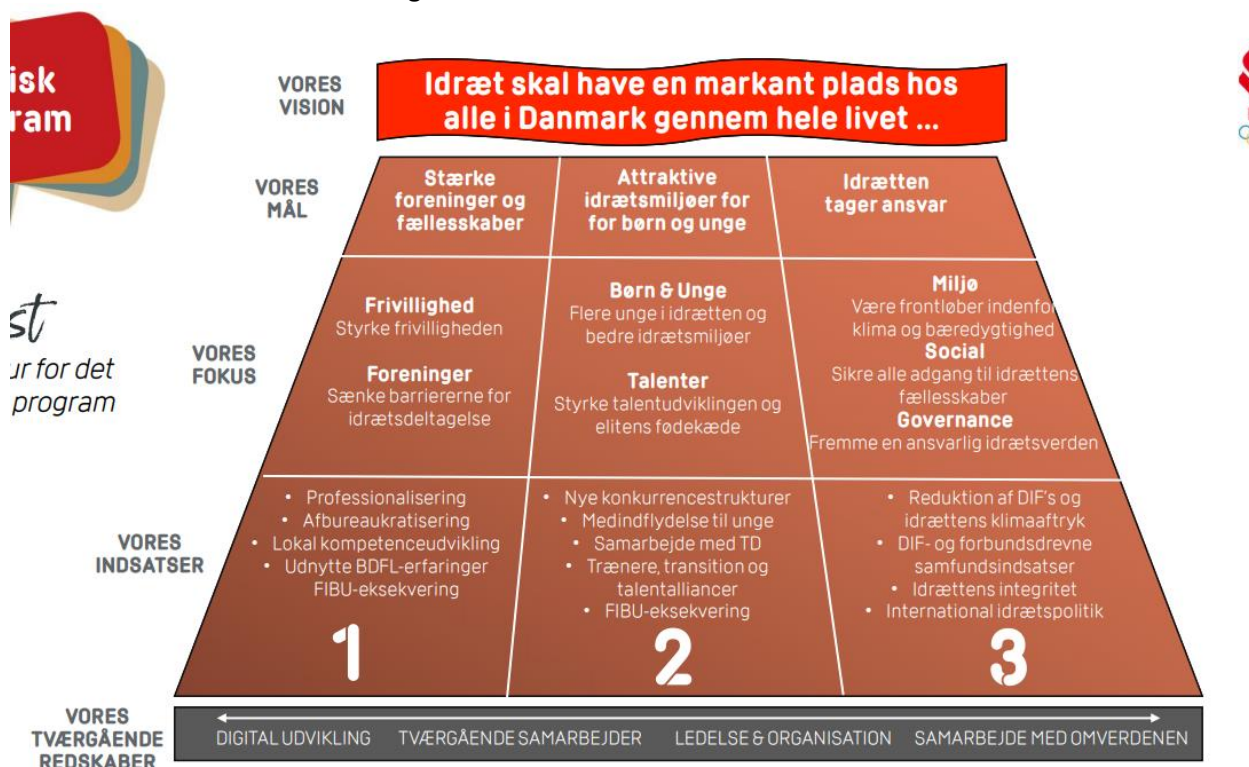 isk
ram
st
ur for det
program
VORES
VISION
Idræt skal have en markant plads hos
alle i Danmark gennem hele livet ...
VORES
MÅL
Stærke
foreninger og
fællesskaber
Attraktive
idrætsmiljøer for
for børn og unge
Idrætten
tager ansvar
VORES
FOKUS
Frivillighed
Styrke frivilligheden
Foreninger
Sænke barriererne for
idrætsdeltagelse
Børn & Unge
Flere unge i idrætten og
bedre idrætsmiljøer
Talenter
Styrke talentudviklingen og
elitens fødekæde
Miljø
Være frontløber indenfor
klima og bæredygtighed
Social
Sikre alle adgang til idrættens
fællesskaber
Governance
Fremme en ansvarlig idrætsverden
VORES
INDSATSER
• Professionalisering
• Afbureaukratisering
• Lokal kompetenceudvikling
• Udnytte BDFL-erfaringer
FIBU-eksekvering
1
• Nye konkurrencestrukturer
• Medindflydelse til unge
• Samarbejde med TD
• Trænere, transition og
talentalliancer
• FIBU-eksekvering
2
• Reduktion af DIF's og
idrættens klimaaftryk
• DIF- og forbundsdrevne
samfundsindsatser
• Idrættens integritet
• International idrætspolitik
3
VORES
TVÆRGÅENDE
REDSKABER
DIGITAL UDVIKLING TVÆRGÅENDE SAMARBEJDER LEDELSE & ORGANISATION SAMARBEJDE MED OMVERDENEN